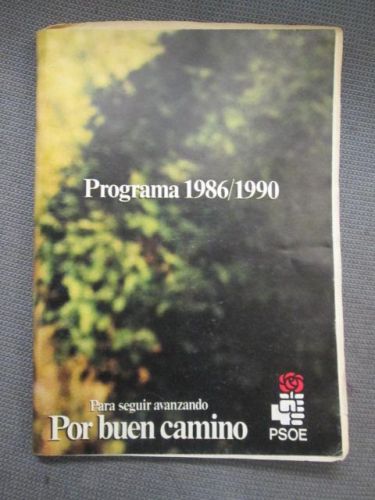 Programa 1986/1990
Para seguir avanzando
Por buen camino
PSOE